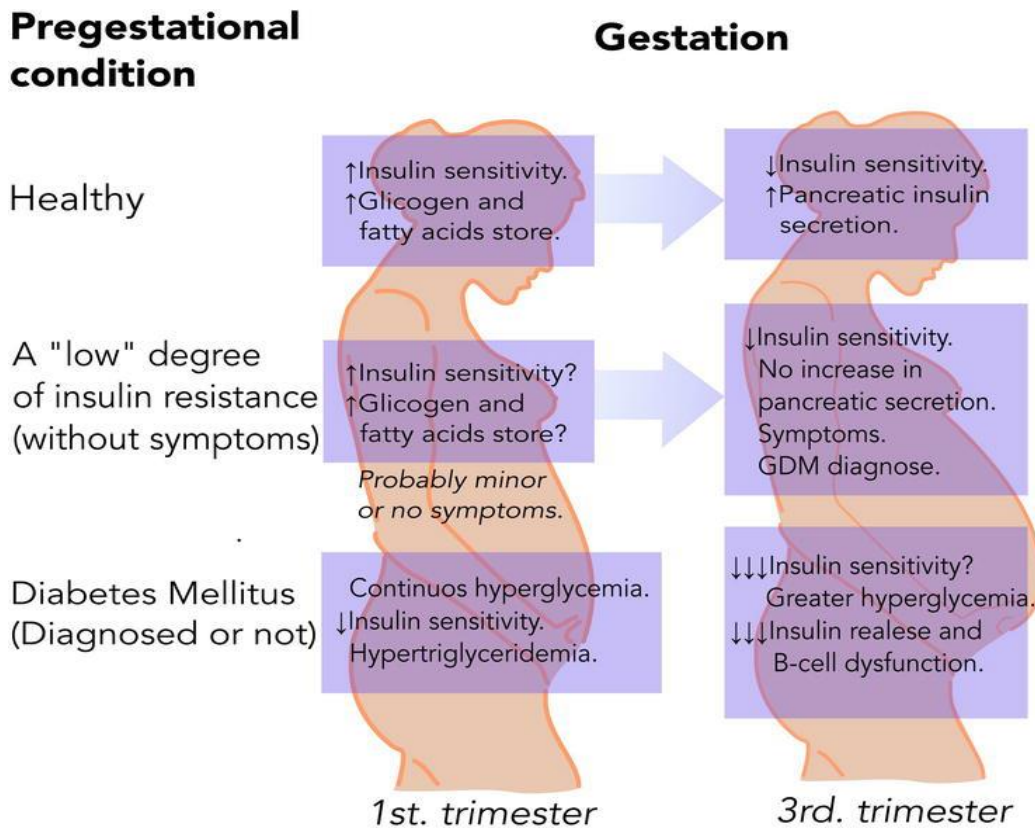 Pregestational
condition
Gestation
Healthy
↑Insulin sensitivity.
↑Glicogen and
fatty acids store.
↓Insulin sensitivity.
↑Pancreatic insulin
secretion.
A "low" degree
of insulin resistance
(without symptoms)
↑Insulin sensitivity?
↑Glicogen and
fatty acids store?
Probably minor
or no symptoms.
↓Insulin sensitivity.
No increase in
pancreatic secretion.
Symptoms.
GDM diagnose.
Diabetes Mellitus
(Diagnosed or not)
Continuos hyperglycemia.
↓Insulin sensitivity.
Hypertriglyceridemia.
↓↓↓Insulin sensitivity?
Greater hyperglycemia.
↓↓↓Insulin realese and
B-cell dysfunction.
1st. trimester
3rd. trimester